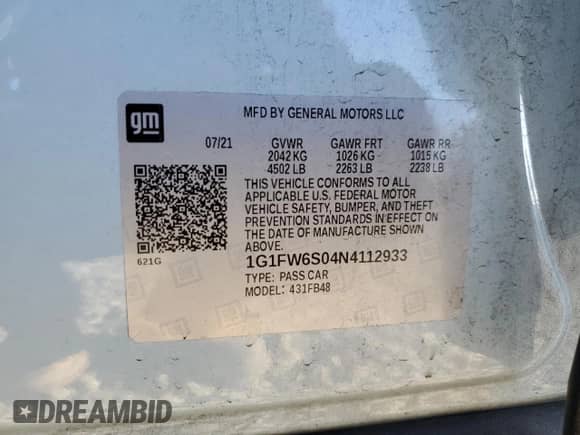 gm
MFD BY GENERAL MOTORS LLC
07/21 GVWR GAWR FRT GAWR RR
2042 KG 1026 KG 1015 KG
4502 LB 2263 LB 2238 LB
THIS VEHICLE CONFORMS TO ALL
APPLICABLE U.S. FEDERAL MOTOR
VEHICLE SAFETY, BUMPER, AND THEFT
PREVENTION STANDARDS IN EFFECT ON
THE DATE OF MANUFACTURE SHOWN
ABOVE.
621G
1G1FW6S04N4112933
TYPE: PASS CAR
MODEL: 431FB48
DREAMBID